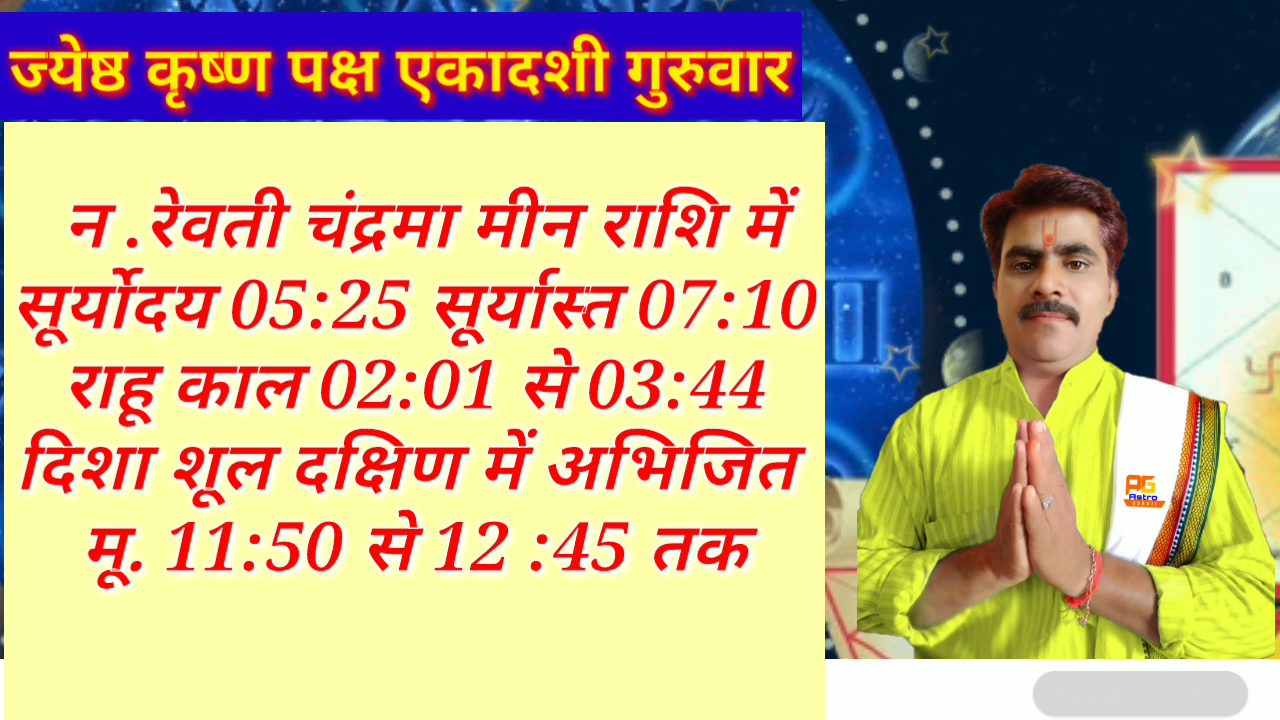 ज्येष्ठ कृष्ण पक्ष एकादशी गुरुवार
न .रेवती चंद्रमा मीन राशि में
सूर्योदय 05:25 सूर्यास्त 07:10
राहू काल 02:01 से 03:44
दिशा शूल दक्षिण में अभिजित
मू. 11:50 से 12 :45 तक
PG
Astro